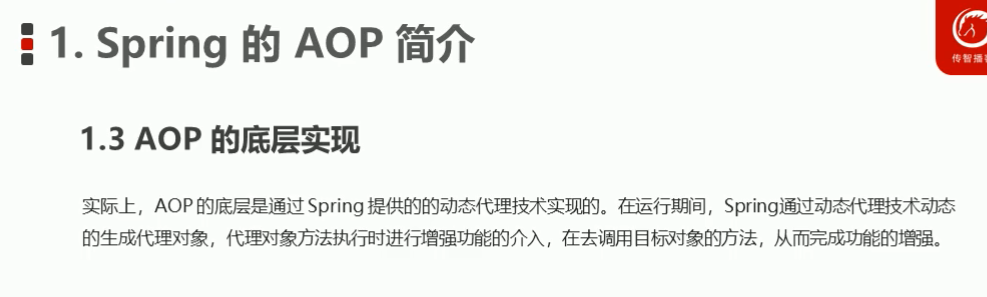 1. Spring 的 AOP 简介
传智播客
1.3 AOP 的底层实现
实际上，AOP 的底层是通过 Spring 提供的的动态代理技术实现的。在运行期间，Spring通过动态代理技术动态
的生成代理对象，代理对象方法执行时进行增强功能的介入，在去调用目标对象的方法，从而完成功能的增强。